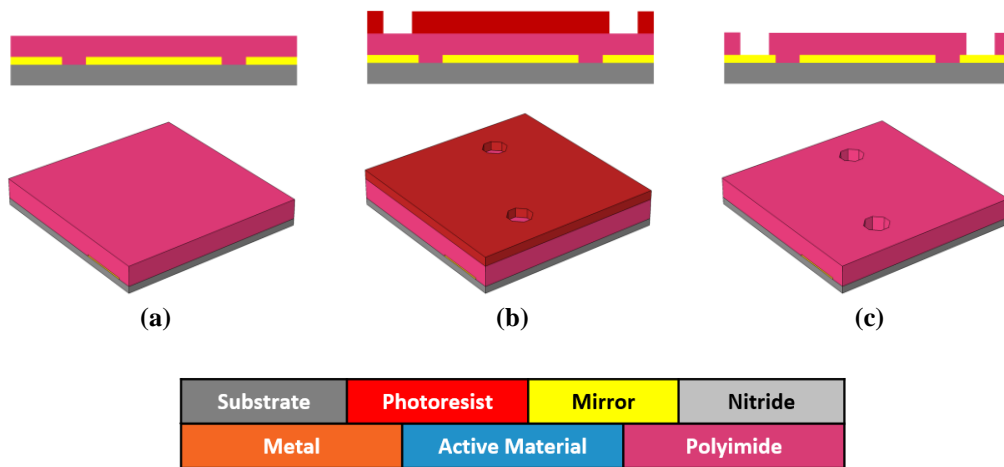 (a) (b) (c)
Substrate Photoresist Mirror Nitride
Metal Active Material Polyimide